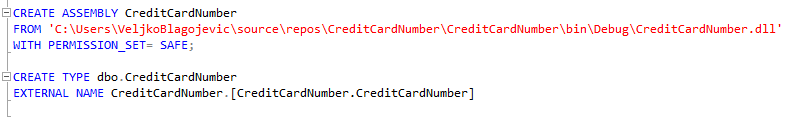 CREATE ASSEMBLY CreditCardNumber
FROM 'C:\Users\VeljkoBlagojevic\source\repos\CreditCardNumber\CreditCardNumber\bin\Debug\CreditCardNumber.dll'
WITH PERMISSION_SET= SAFE;
CREATE TYPE dbo.CreditCardNumber
EXTERNAL NAME CreditCardNumber.[CreditCardNumber.CreditCardNumber]